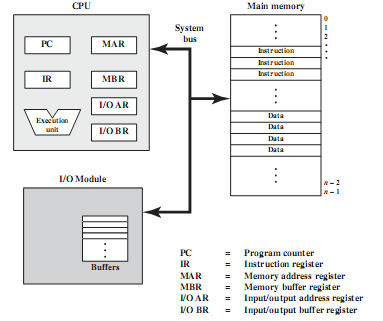 CPU
PC
MAR
IR
MBR
Execution
unit
I/O AR
I/O BR
System
bus
Main memory
0
1
2
Instruction
Instruction
Instruction
Data
Data
Data
Data
n – 2
n – 1
I/O Module
Buffers
PC = Program counter
IR = Instruction register
MAR = Memory address register
MBR = Memory buffer register
I/O AR = Input/output address register
I/O BR = Input/output buffer register